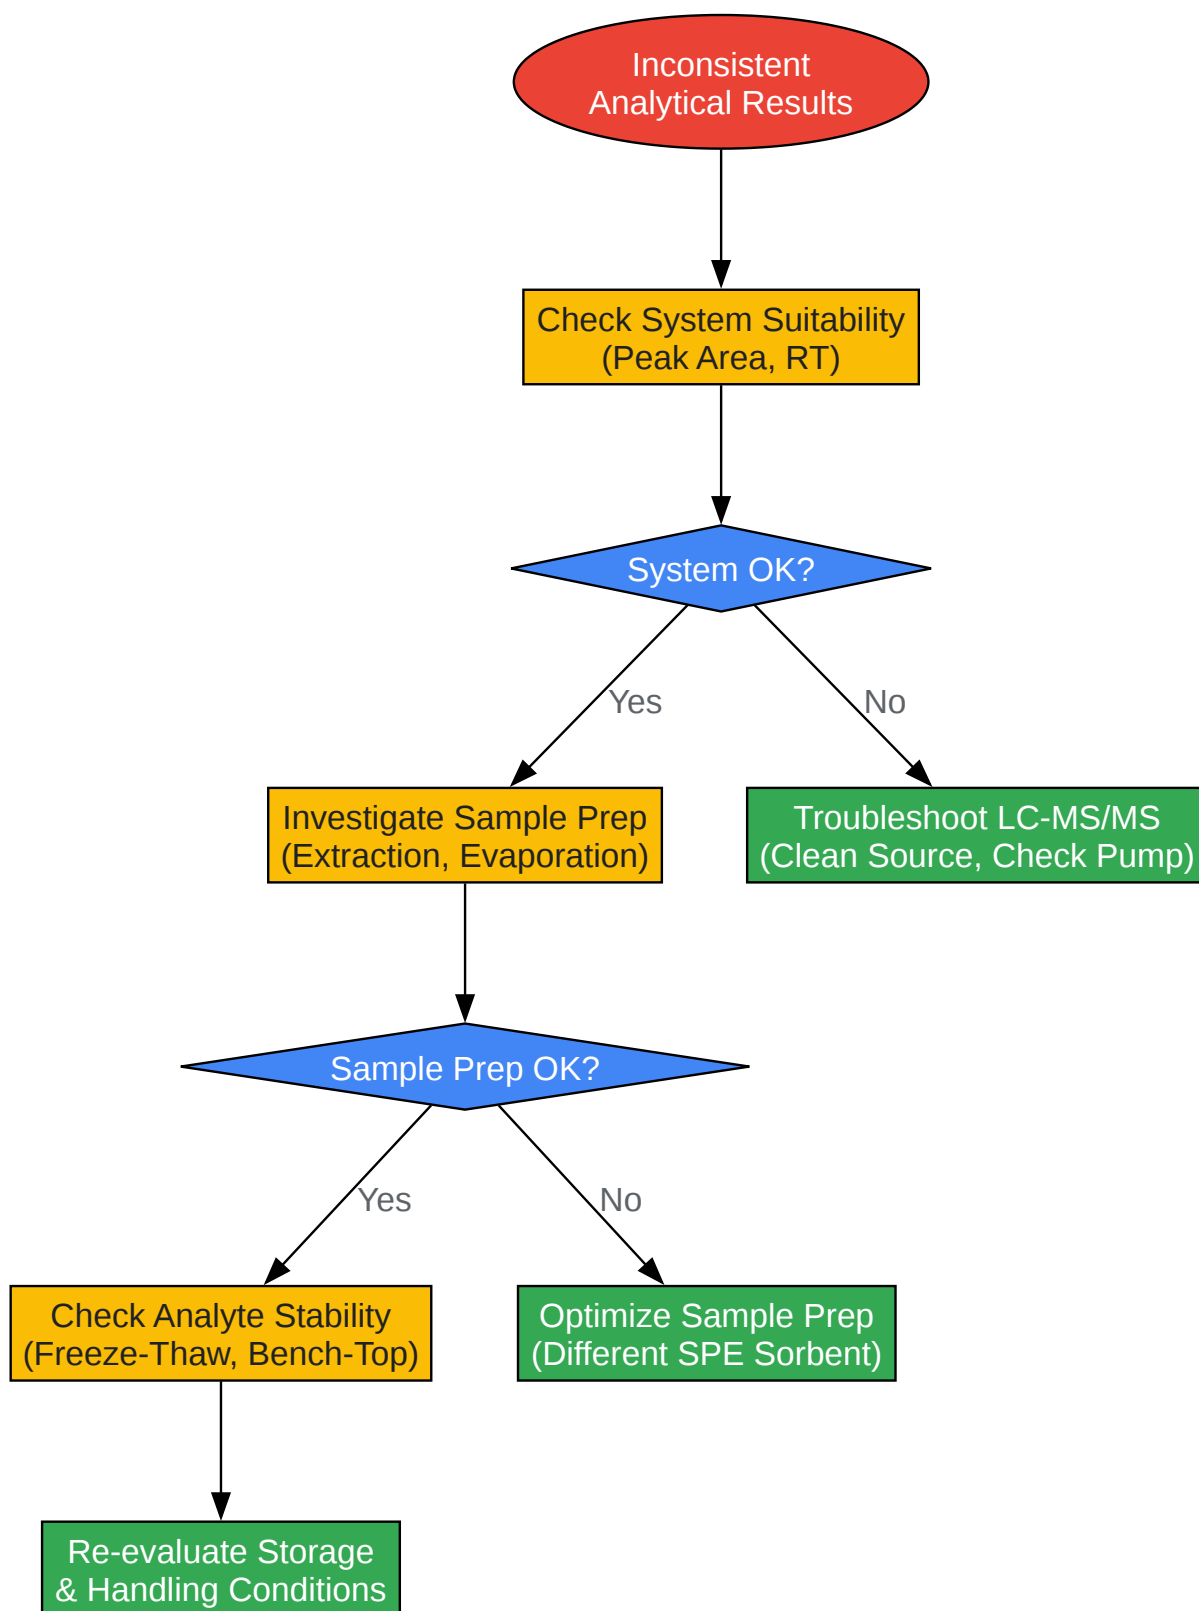 Inconsistent
Analytical Results
Check System Suitability
(Peak Area, RT)
System OK?
Yes
No
Investigate Sample Prep
(Extraction, Evaporation)
Troubleshoot LC-MS/MS
(Clean Source, Check Pump)
Sample Prep OK?
Yes
No
Check Analyte Stability
(Freeze-Thaw, Bench-Top)
Optimize Sample Prep
(Different SPE Sorbent)
Re-evaluate Storage
& Handling Conditions